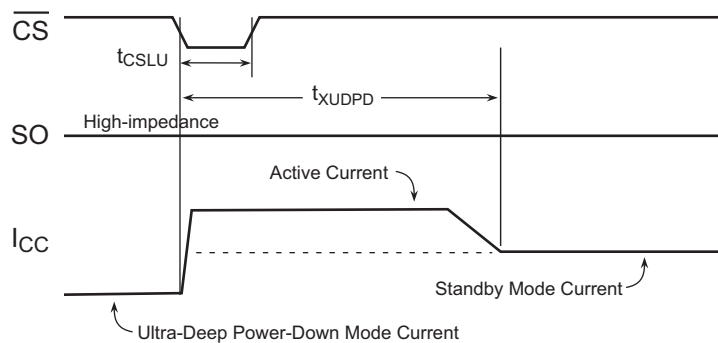 CS
tCSLU
tXUDPD
High-impedance
SO
Active Current
ICC
Standby Mode Current
Ultra-Deep Power-Down Mode Current